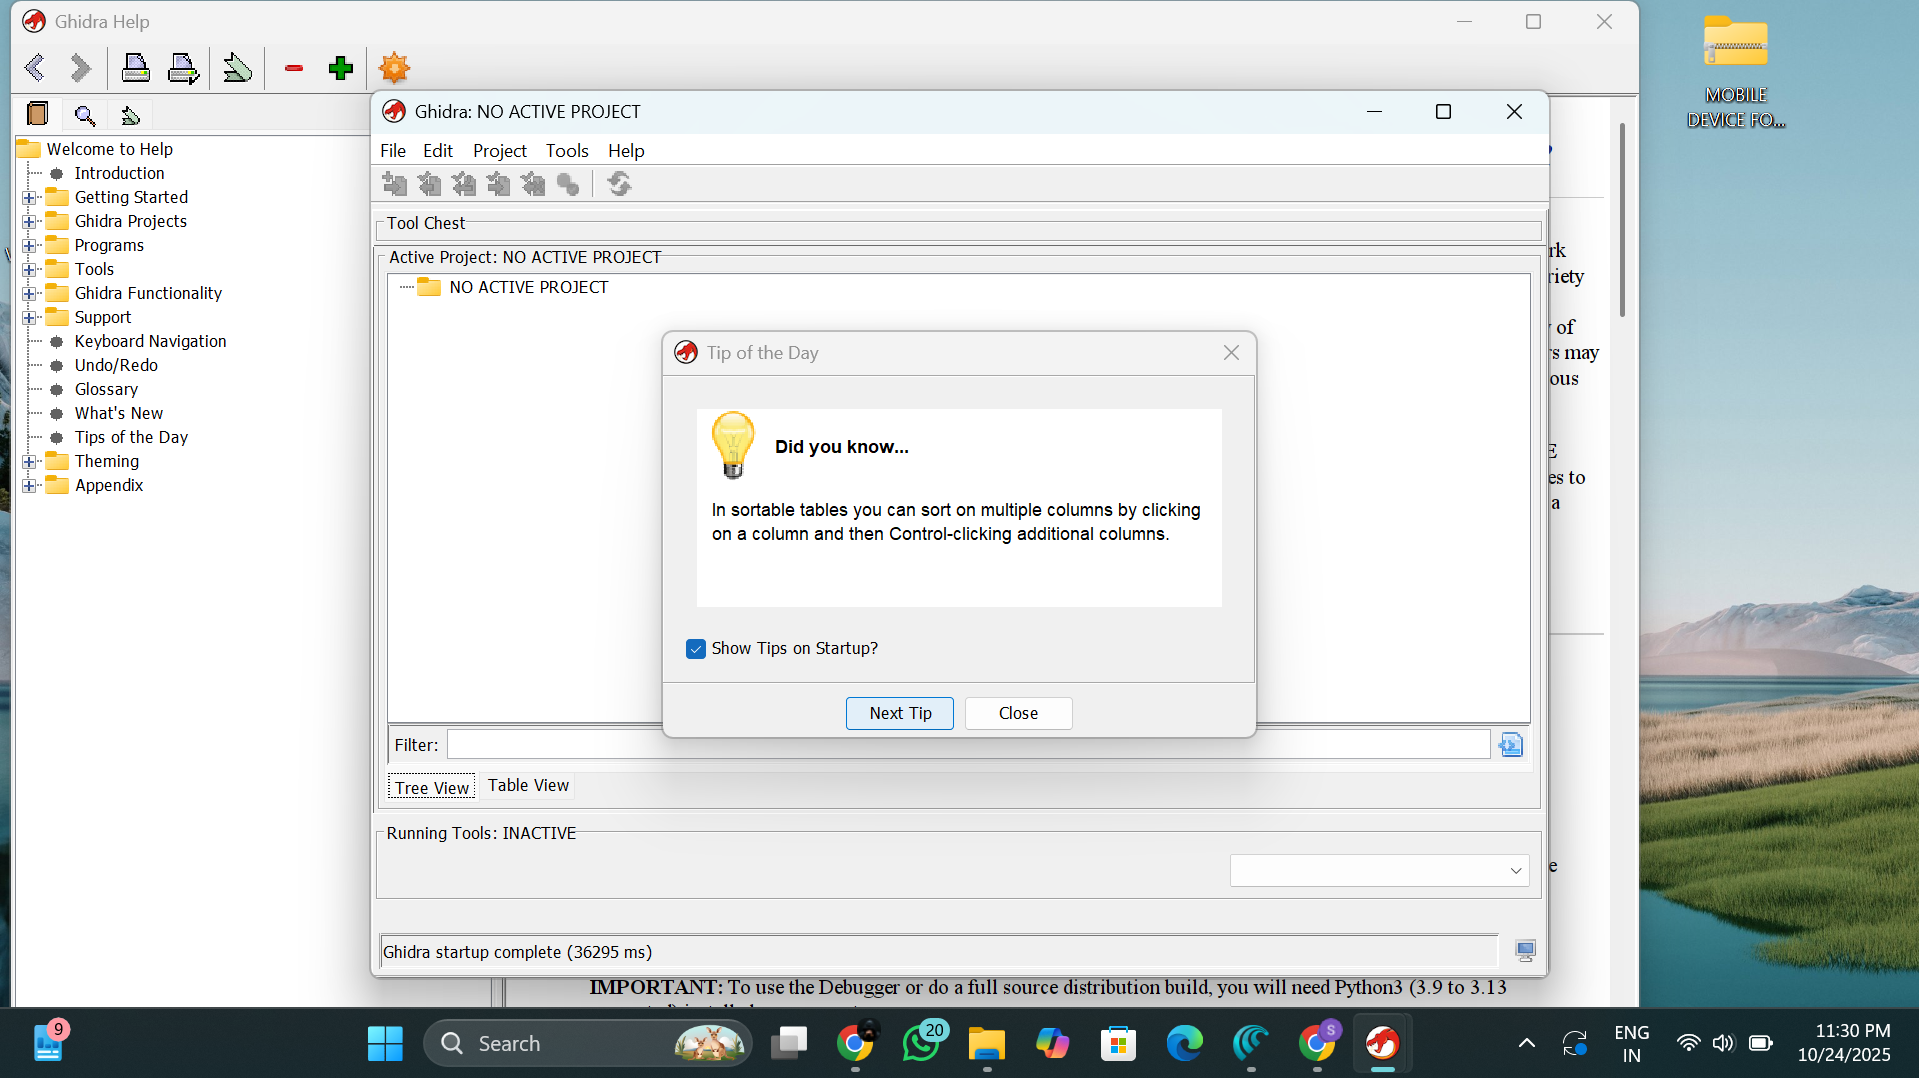 Ghidra Help
MOBILE
DEVICE FO...
Ghidra: NO ACTIVE PROJECT
File Edit Project Tools Help
Welcome to Help
Introduction
Getting Started
Ghidra Projects
Programs
Tools
Ghidra Functionality
Support
Keyboard Navigation
Undo/Redo
Glossary
What's New
Tips of the Day
Theming
Appendix
Tool Chest
Active Project: NO ACTIVE PROJECT
NO ACTIVE PROJECT
Tip of the Day
Did you know...
In sortable tables you can sort on multiple columns by clicking
on a column and then Control-clicking additional columns.
Show Tips on Startup?
Next Tip Close
Filter:
Tree View Table View
Running Tools: INACTIVE
Ghidra startup complete (36295 ms)
rk
riety
of
rs may
ous
E
es to
a
e
IMPORTANT: To use the Debugger or do a full source distribution build, you will need Python3 (3.9 to 3.13
9
Search
20
S
ENG
IN
11:30 PM
10/24/2025